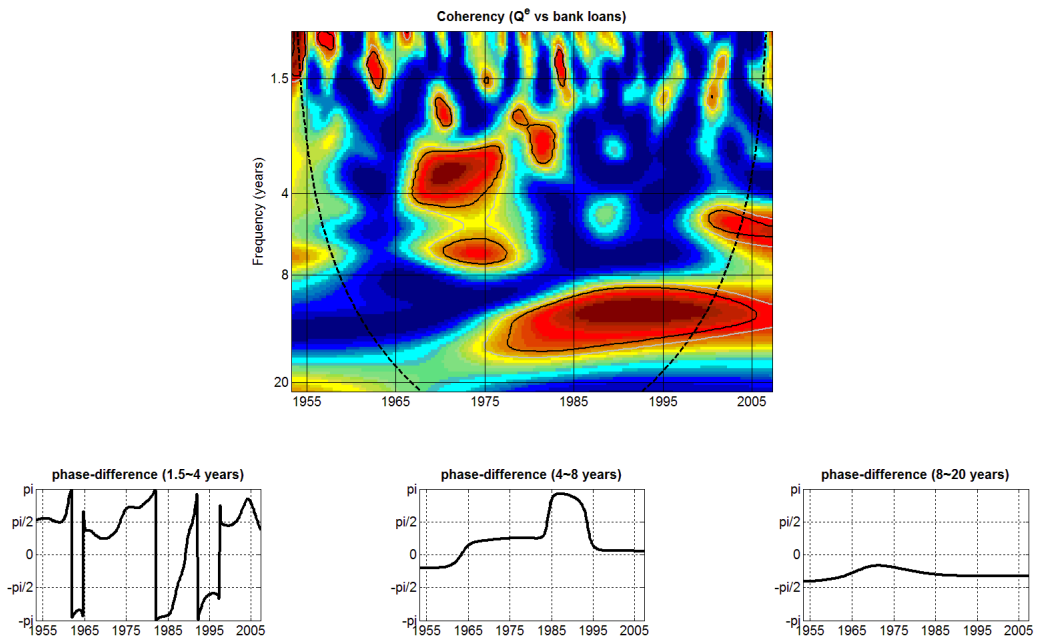 Coherency (Qᵉ vs bank loans)
Frequency (years)
1.5
4
8
20
1955 1965 1975 1985 1995 2005
phase-difference (1.5~4 years)
pi
pi/2
0
-pi/2
-pi
1955 1965 1975 1985 1995 2005
phase-difference (4~8 years)
pi
pi/2
0
-pi/2
-pi
1955 1965 1975 1985 1995 2005
phase-difference (8~20 years)
pi
pi/2
0
-pi/2
-pi
1955 1965 1975 1985 1995 2005